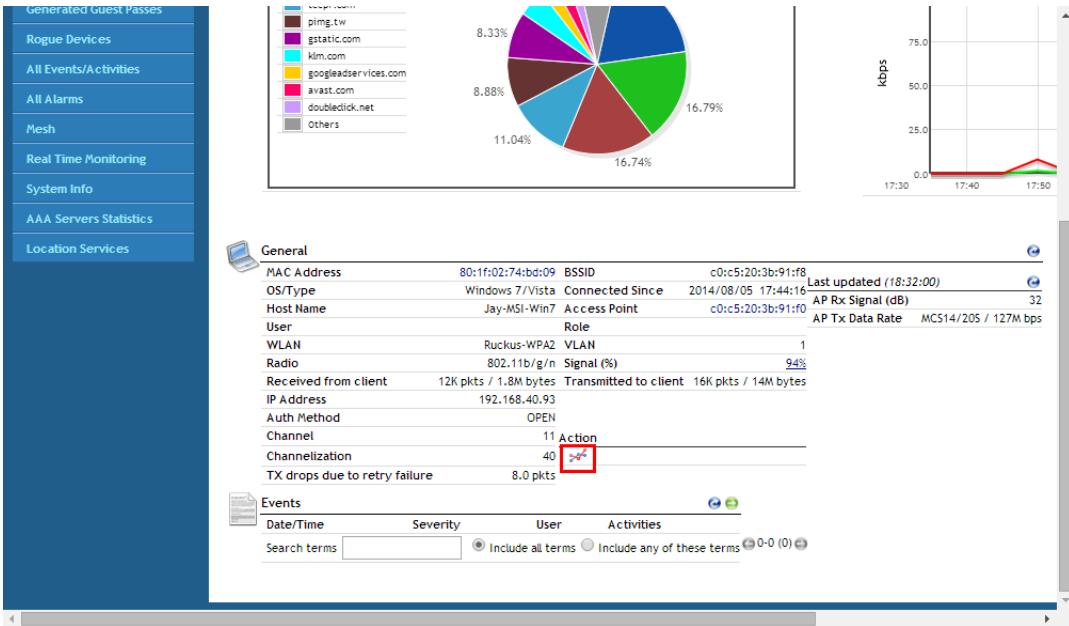 Generated Guest Passes
Rogue Devices
All Events/Activities
All Alarms
Mesh
Real Time Monitoring
System Info
AAA Servers Statistics
Location Services
pimg.tw
gstatic.com
klm.com
googleadservices.com
avast.com
doubleclick.net
Others
8.33%
8.88%
11.04%
16.74%
16.79%
kbps
75.0
50.0
25.0
0.0
17:30 17:40 17:50
General
MAC Address 80:1f:02:74:bd:09 BSSID c0:c5:20:3b:91:f8
OS/Type Windows 7/Vista Connected Since 2014/08/05 17:44:16
Host Name Jay-MSI-Win7 Access Point c0:c5:20:3b:91:f0
User Role
WLAN Ruckus-WPA2 VLAN 1
Radio 802.11b/g/n Signal (%) 94%
Received from client 12K pkts / 1.8M bytes Transmitted to client 16K pkts / 14M bytes
IP Address 192.168.40.93
Auth Method OPEN
Channel 11
Channelization 40
TX drops due to retry failure 8.0 pkts
Action
Last updated (18:32:00)
AP Rx Signal (dB) 32
AP Tx Data Rate MCS14/20S / 127M bps
Events
Date/Time Severity User Activities
Search terms Include all terms Include any of these terms 0-0 (0)